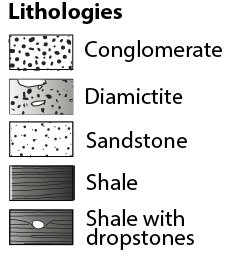 Lithologies
Conglomerate
Diamictite
Sandstone
Shale
Shale with
dropstones